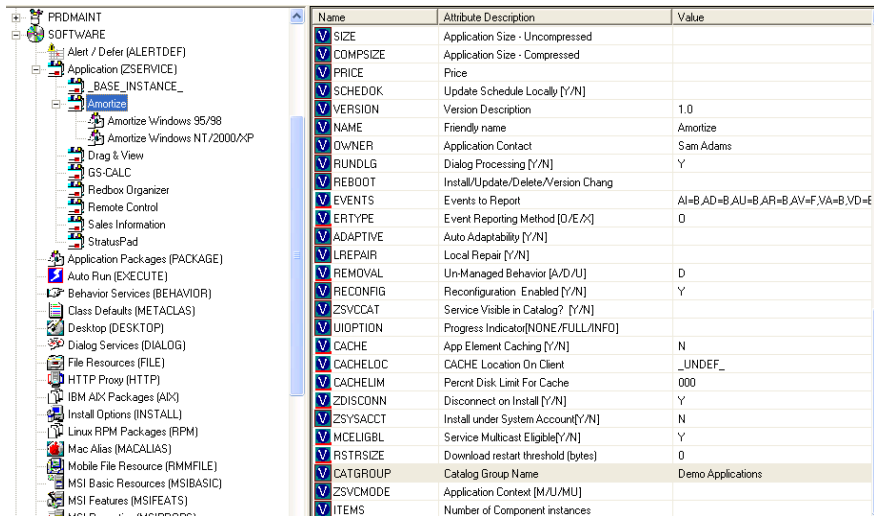 PRDMAINT
SOFTWARE
Alert / Defer (ALERTDEF)
Application (ZSERVICE)
_BASE_INSTANCE_
Amortize
Amortize Windows 95/98
Amortize Windows NT/2000/XP
Drag & View
GS-CALC
Redbox Organizer
Remote Control
Sales Information
StratusPad
Application Packages (PACKAGE)
Auto Run (EXECUTE)
Behavior Services (BEHAVIOR)
Class Defaults (METACLAS)
Desktop (DESKTOP)
Dialog Services (DIALOG)
File Resources (FILE)
HTTP Proxy (HTTP)
IBM AIX Packages (AIX)
Install Options (INSTALL)
Linux RPM Packages (RPM)
Mac Alias (MACALIAS)
Mobile File Resource (RMMFILE)
MSI Basic Resources (MSIBASIC)
MSI Features (MSIFEATS)
Name Attribute Description Value
V SIZE Application Size - Uncompressed
V COMPSIZE Application Size - Compressed
V PRICE Price
V SCHEDOK Update Schedule Locally [Y/N]
V VERSION Version Description 1.0
V NAME Friendly name Amortize
V OWNER Application Contact Sam Adams
V RUNDLG Dialog Processing [Y/N] Y
V REBOOT Install/Update/Delete/Version Chang
V EVENTS Events to Report AI=B,AD=B,AU=B,AR=B,AV=F,VA=B,VD=B
V ERTYPE Event Reporting Method [O/E/X] O
V ADAPTIVE Auto Adaptability [Y/N]
V LREPAIR Local Repair [Y/N]
V REMOVAL Un-Managed Behavior [A/D/U] D
V RECONFIG Reconfiguration Enabled [Y/N] Y
V ZSVCCAT Service Visible in Catalog? [Y/N]
V UIOPTION Progress Indicator[NONE/FULL/INFO]
V CACHE App Element Caching [Y/N] N
V CACHELOC CACHE Location On Client _UNDEF_
V CACHELIM Percnt Disk Limit For Cache 000
V ZDISCONN Disconnect on Install [Y/N] Y
V ZSYSACCT Install under System Account[Y/N] N
V MCELIGBL Service Multicast Eligible[Y/N] Y
V RSTRSIZE Download restart threshold (bytes) 0
V CATGROUP Catalog Group Name Demo Applications
V ZSVCMODE Application Context [M/U/MU]
V ITEMS Number of Component instances